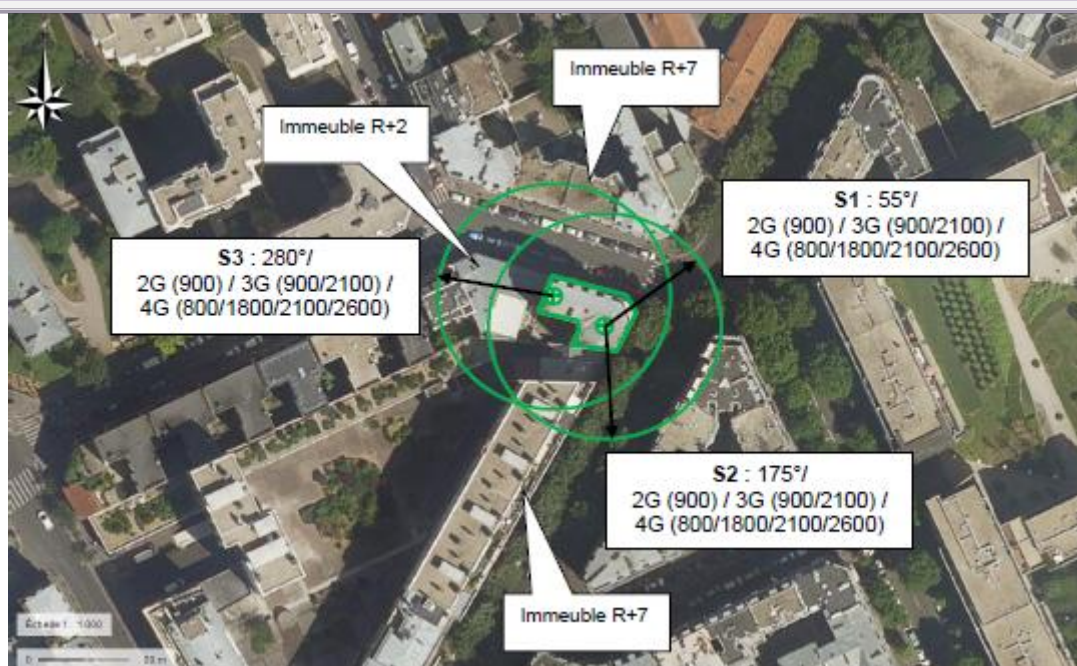 Immeuble R+7
Immeuble R+2
S1 : 55°/
2G (900) / 3G (900/2100) /
4G (800/1800/2100/2600)
S3 : 280°/
2G (900) / 3G (900/2100) /
4G (800/1800/2100/2600)
S2 : 175°/
2G (900) / 3G (900/2100) /
4G (800/1800/2100/2600)
Immeuble R+7
0